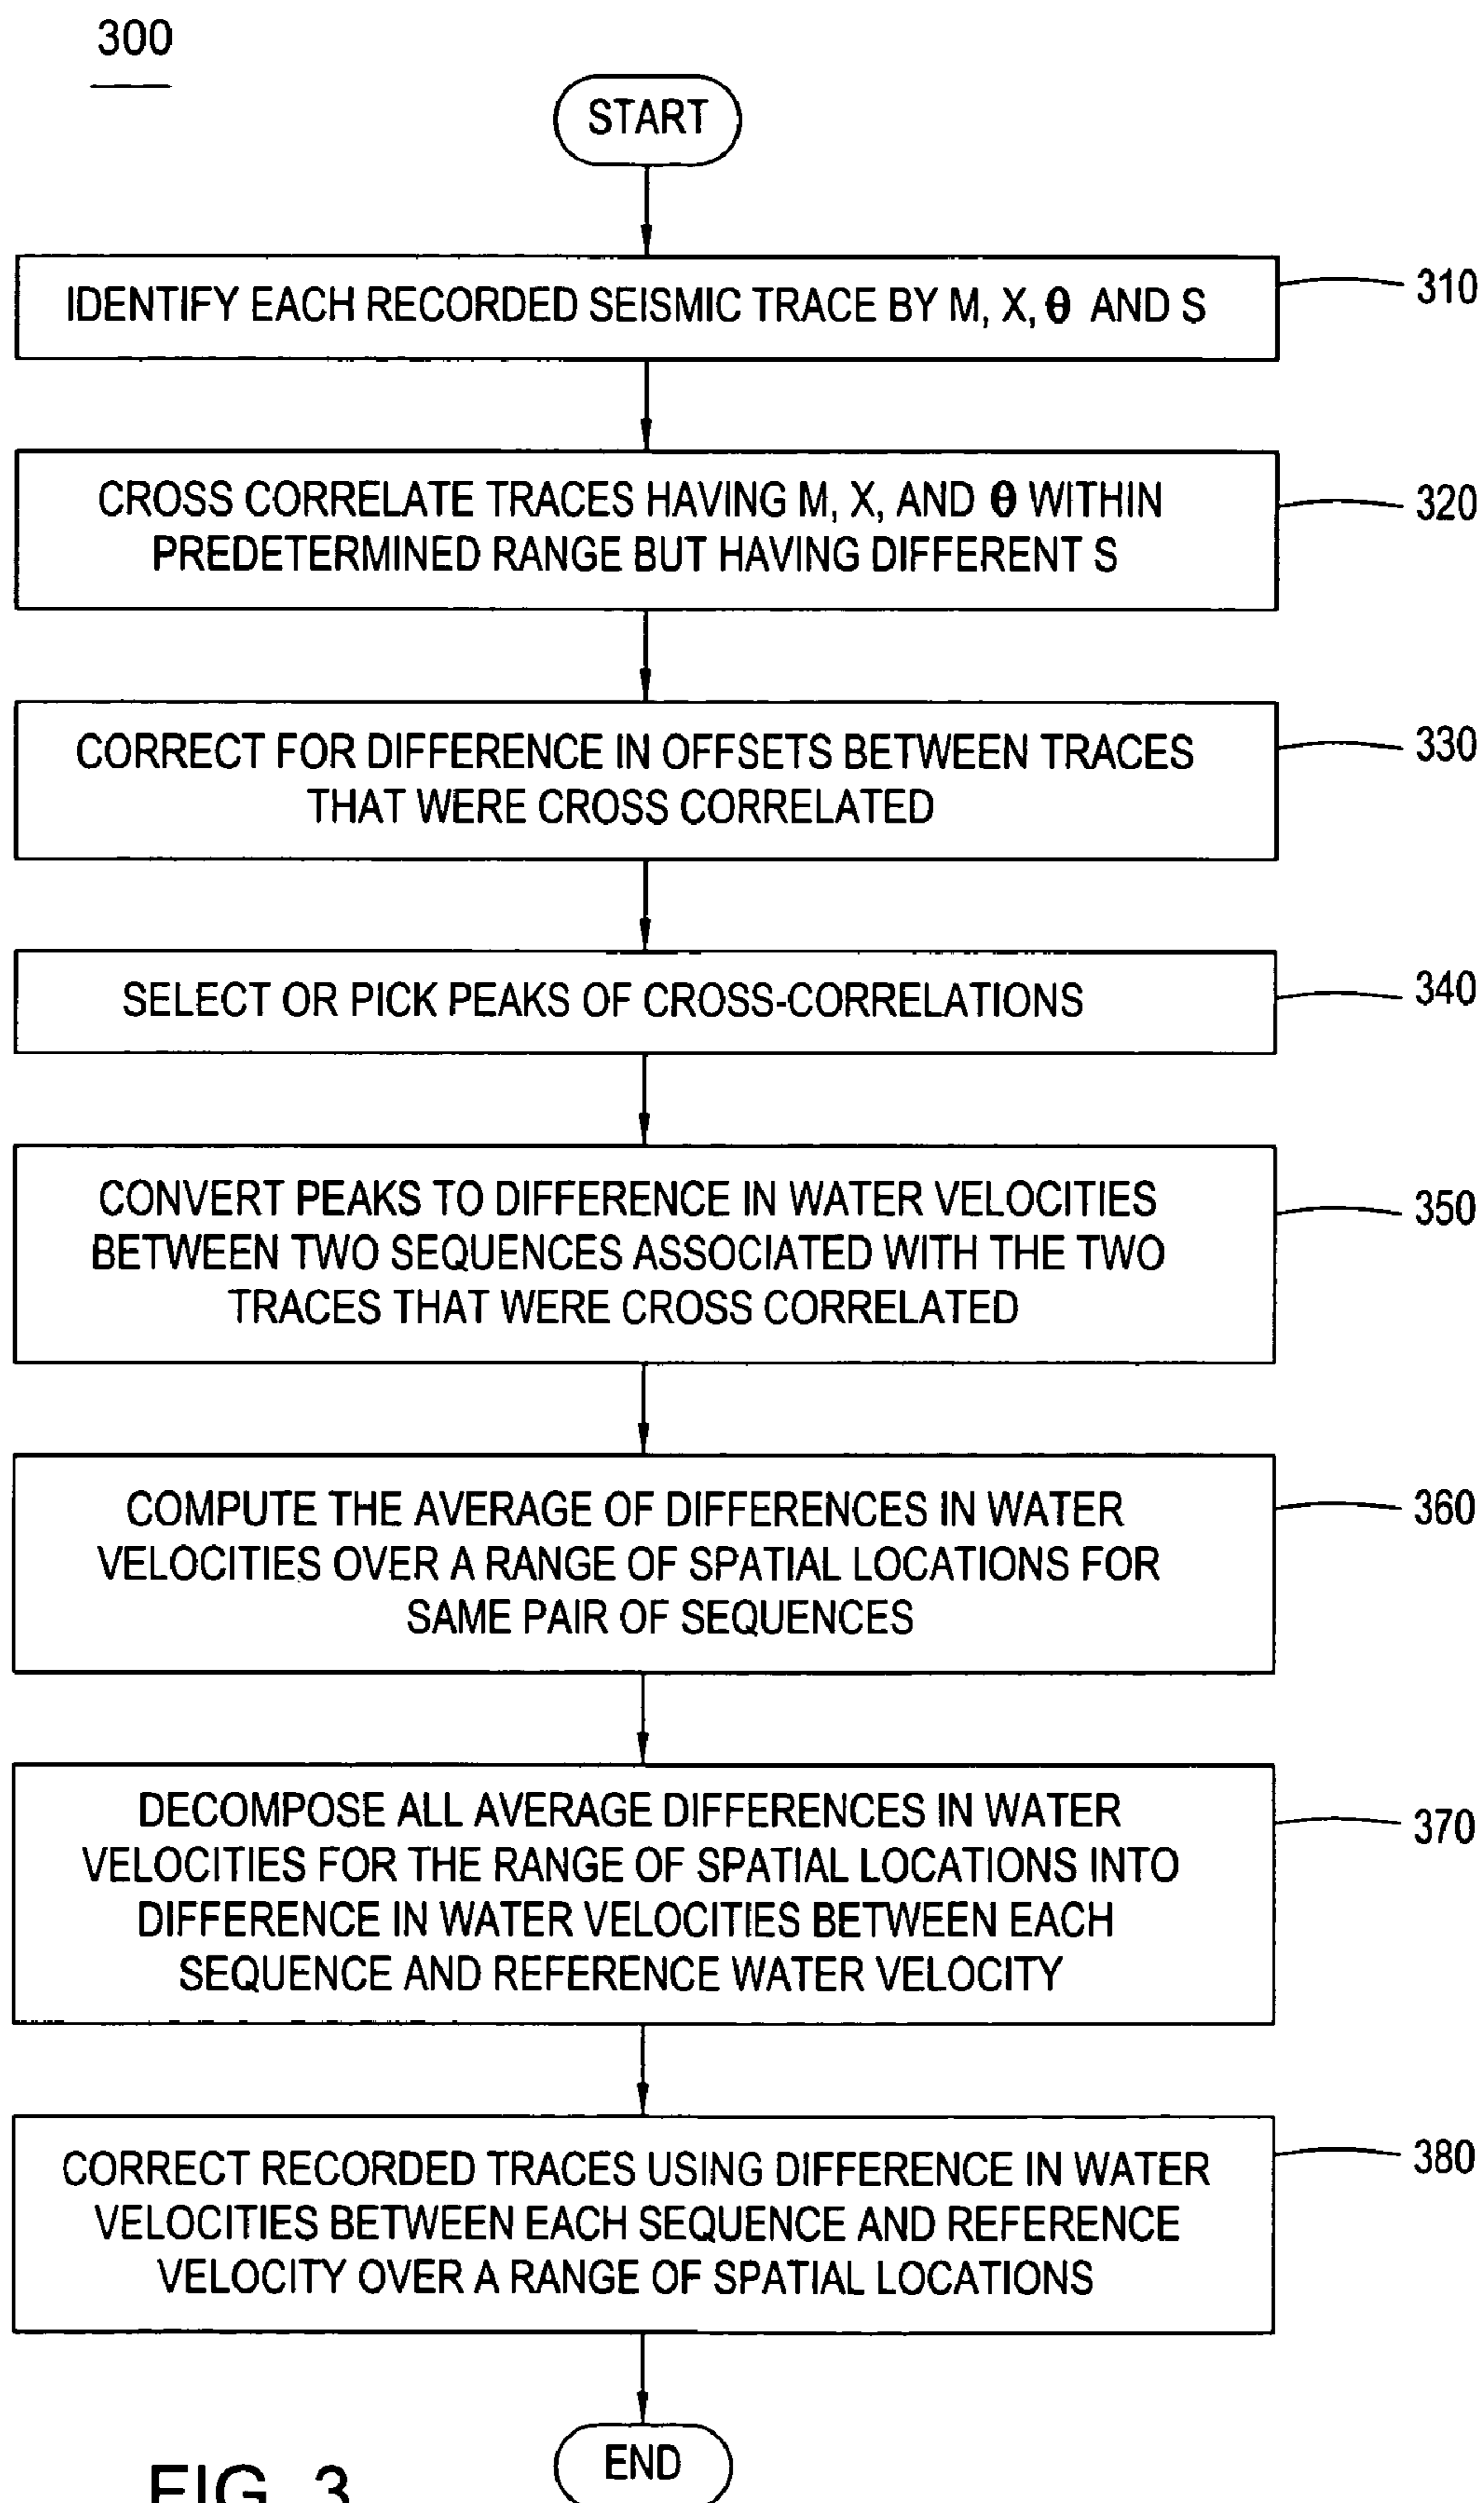 300
START
IDENTIFY EACH RECORDED SEISMIC TRACE BY M, X, θ AND S
310
CROSS CORRELATE TRACES HAVING M, X, AND θ WITHIN
PREDETERMINED RANGE BUT HAVING DIFFERENT S
320
CORRECT FOR DIFFERENCE IN OFFSETS BETWEEN TRACES
THAT WERE CROSS CORRELATED
330
SELECT OR PICK PEAKS OF CROSS-CORRELATIONS
340
CONVERT PEAKS TO DIFFERENCE IN WATER VELOCITIES
BETWEEN TWO SEQUENCES ASSOCIATED WITH THE TWO
TRACES THAT WERE CROSS CORRELATED
350
COMPUTE THE AVERAGE OF DIFFERENCES IN WATER
VELOCITIES OVER A RANGE OF SPATIAL LOCATIONS FOR
SAME PAIR OF SEQUENCES
360
DECOMPOSE ALL AVERAGE DIFFERENCES IN WATER
VELOCITIES FOR THE RANGE OF SPATIAL LOCATIONS INTO
DIFFERENCE IN WATER VELOCITIES BETWEEN EACH
SEQUENCE AND REFERENCE WATER VELOCITY
370
CORRECT RECORDED TRACES USING DIFFERENCE IN WATER
VELOCITIES BETWEEN EACH SEQUENCE AND REFERENCE
VELOCITY OVER A RANGE OF SPATIAL LOCATIONS
380
END
FIG. 3